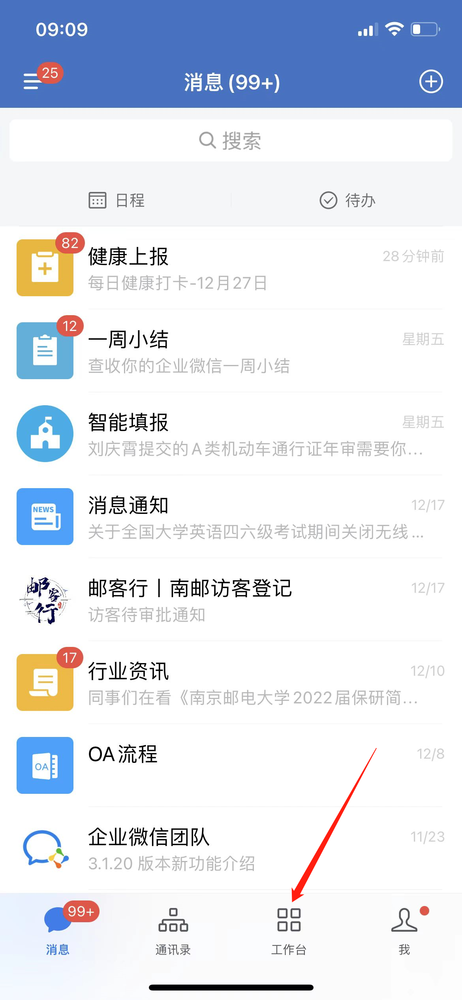 09:09
25
消息(99+)
搜索
日程
待办
82
健康上报
28分钟前
每日健康打卡-12月27日
12
一周小结
星期五
查收你的企业微信一周小结
智能填报
星期五
刘庆霄提交的A类机动车通行证年审需要你...
NEWS
消息通知
12/17
关于全国大学英语四六级考试期间关闭无线...
邮客行
邮客行丨南邮访客登记
12/17
访客待审批通知
17
行业资讯
12/10
同事们在看《南京邮电大学2022届保研简...
OA
OA流程
12/8
企业微信团队
11/23
3.1.20 版本新功能介绍
99+
消息
通讯录
工作台
我